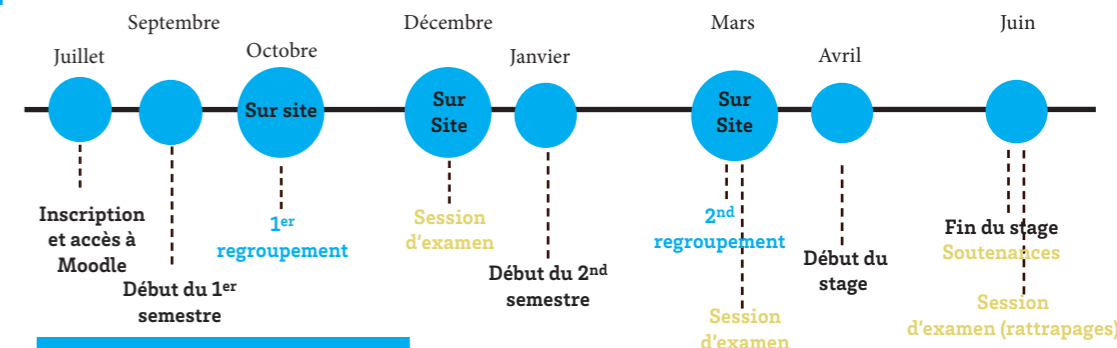 Septembre
Décembre
Mars
Juin
Juillet
Octobre
Janvier
Avril
Sur site
Sur
Site
Sur
Site
Inscription
et accès à
Moodle
Début du 1er
semestre
1er
regroupement
Session
d'examen
Début du 2nd
semestre
2nd
regroupement
Session
d'examen
Début du
stage
Fin du stage
Soutenances
Session
d'examen (rattrapages)